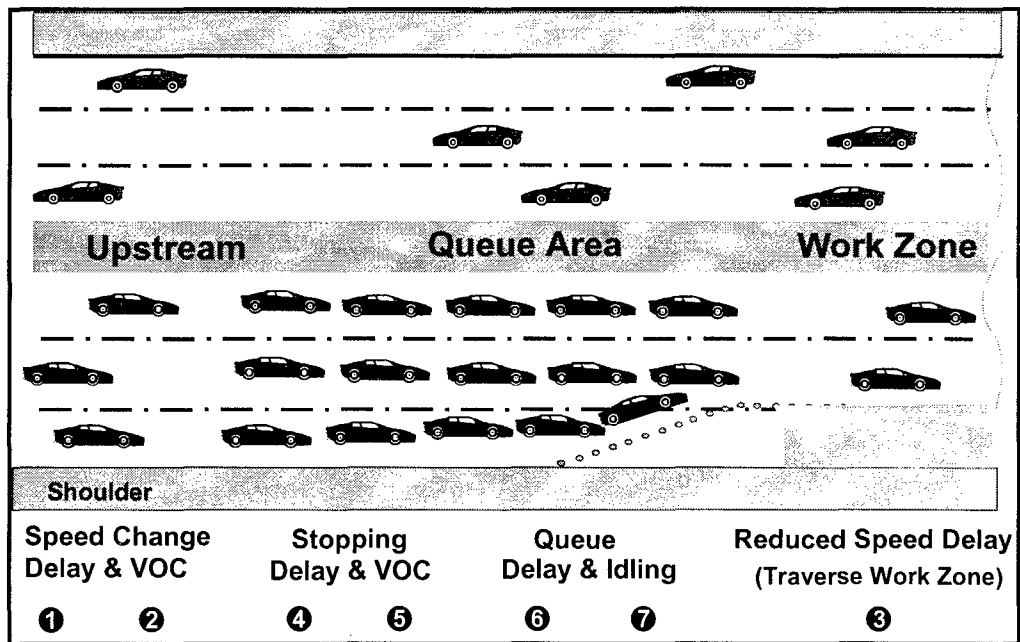 Upstream Queue Area Work Zone
Shoulder
Speed Change Stopping Queue Reduced Speed Delay
Delay & VOC Delay & VOC Delay & Idling (Traverse Work Zone)
1 2 4 5 6 7 3